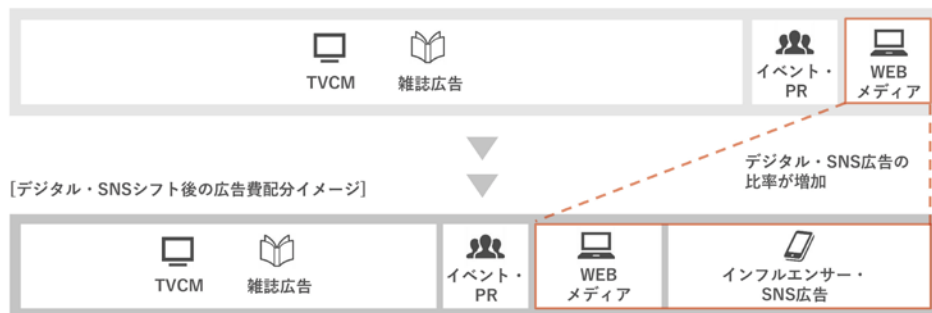 TVCM
雑誌広告
イベント・
PR
WEB
メディア
デジタル・SNS広告の
比率が増加
[デジタル・SNSシフト後の広告費配分イメージ]
TVCM
雑誌広告
イベント・
PR
WEB
メディア
インフルエンサー・
SNS広告